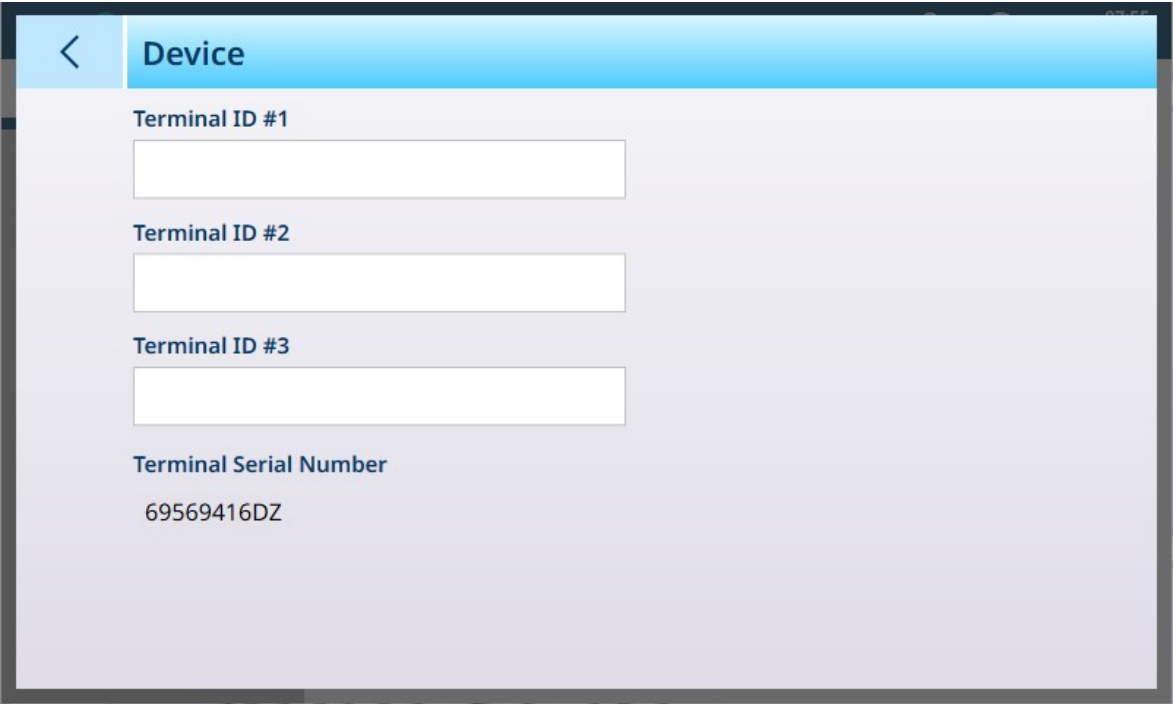 Device
Terminal ID #1
Terminal ID #2
Terminal ID #3
Terminal Serial Number
69569416DZ